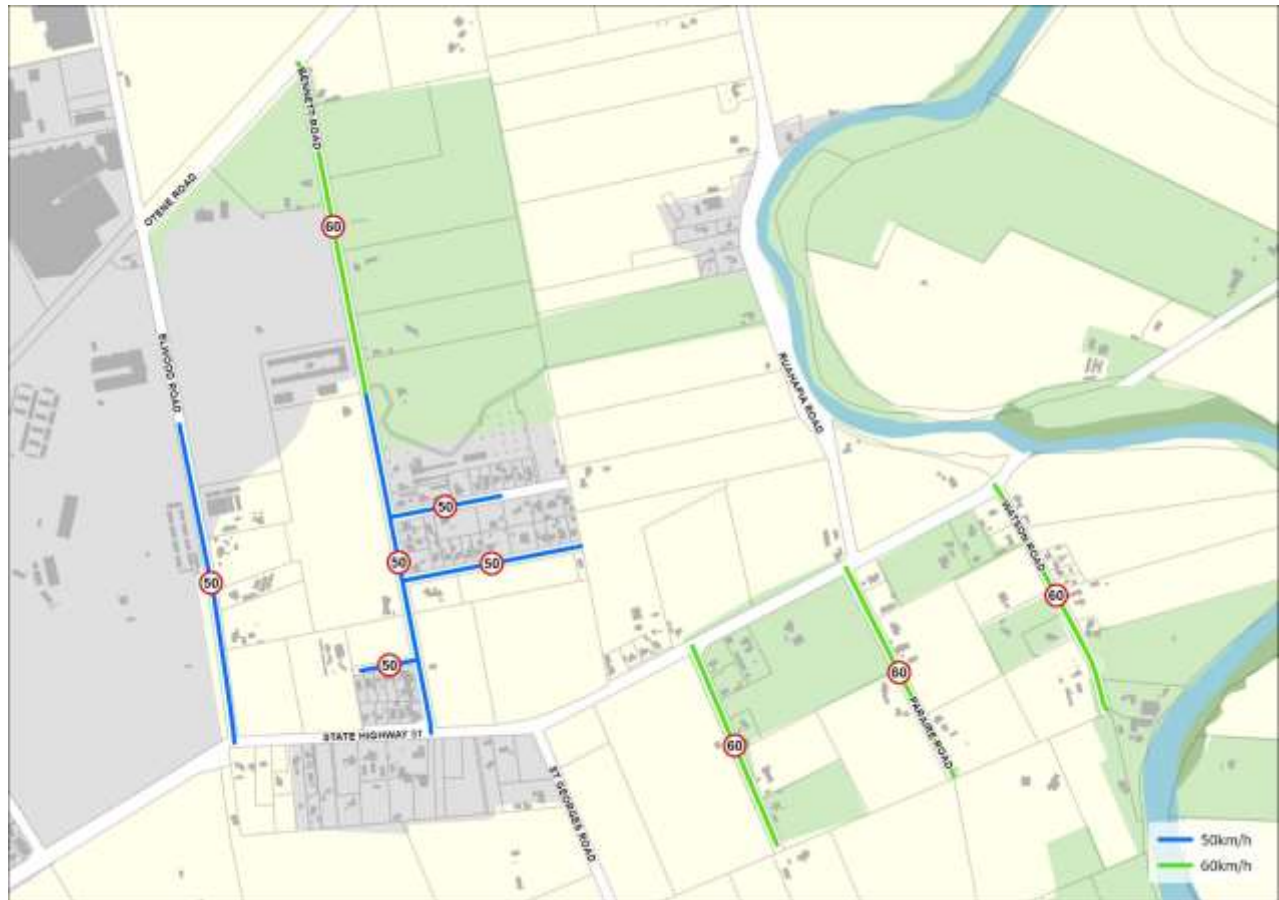 BENNETT ROAD
OTENE ROAD
60
ELWOOD ROAD
RUAHAPIA ROAD
50
50
50
50
WATSON ROAD
60
50
60
PARAIRE ROAD
STATE HIGHWAY 51
60
ST GEORGES ROAD
50km/h
60km/h